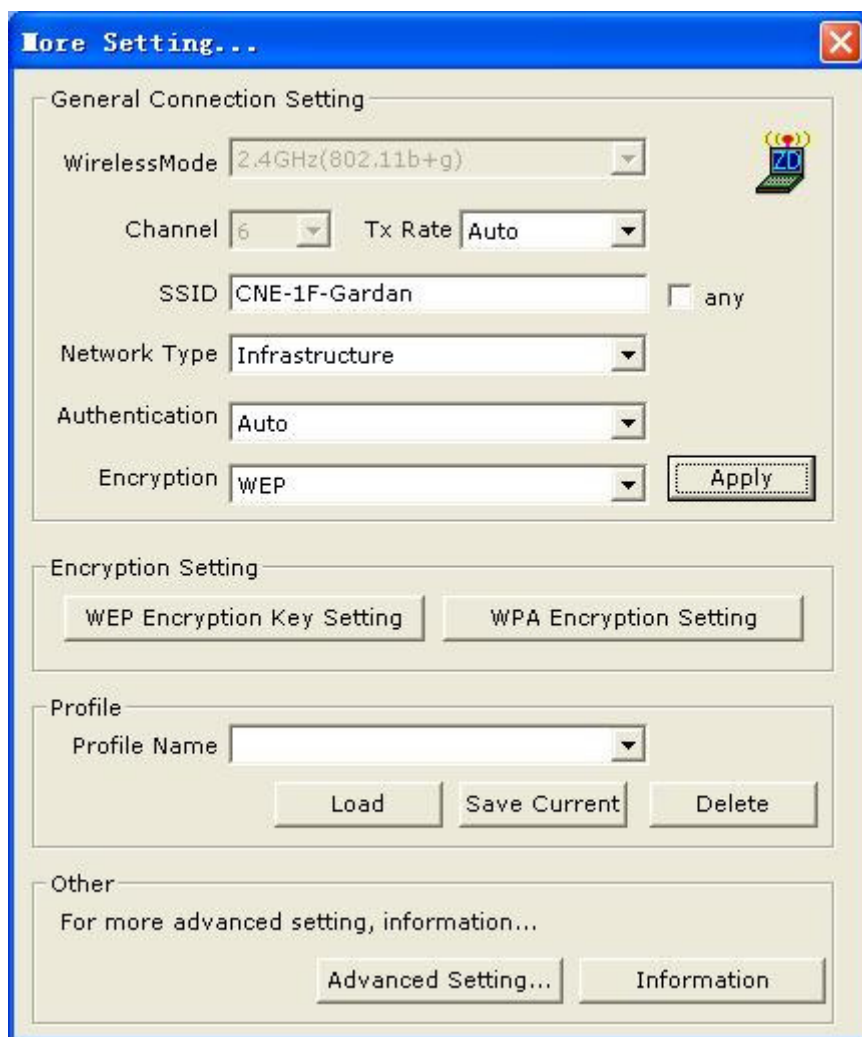 More Setting...
General Connection Setting
ZD
WirelessMode 2.4GHz(802.11b+g)
Channel 6 Tx Rate Auto
SSID CNE-1F-Gardan any
Network Type Infrastructure
Authentication Auto
Encryption WEP Apply
Encryption Setting
WEP Encryption Key Setting WPA Encryption Setting
Profile
Profile Name
Load Save Current Delete
Other
For more advanced setting, information...
Advanced Setting... Information